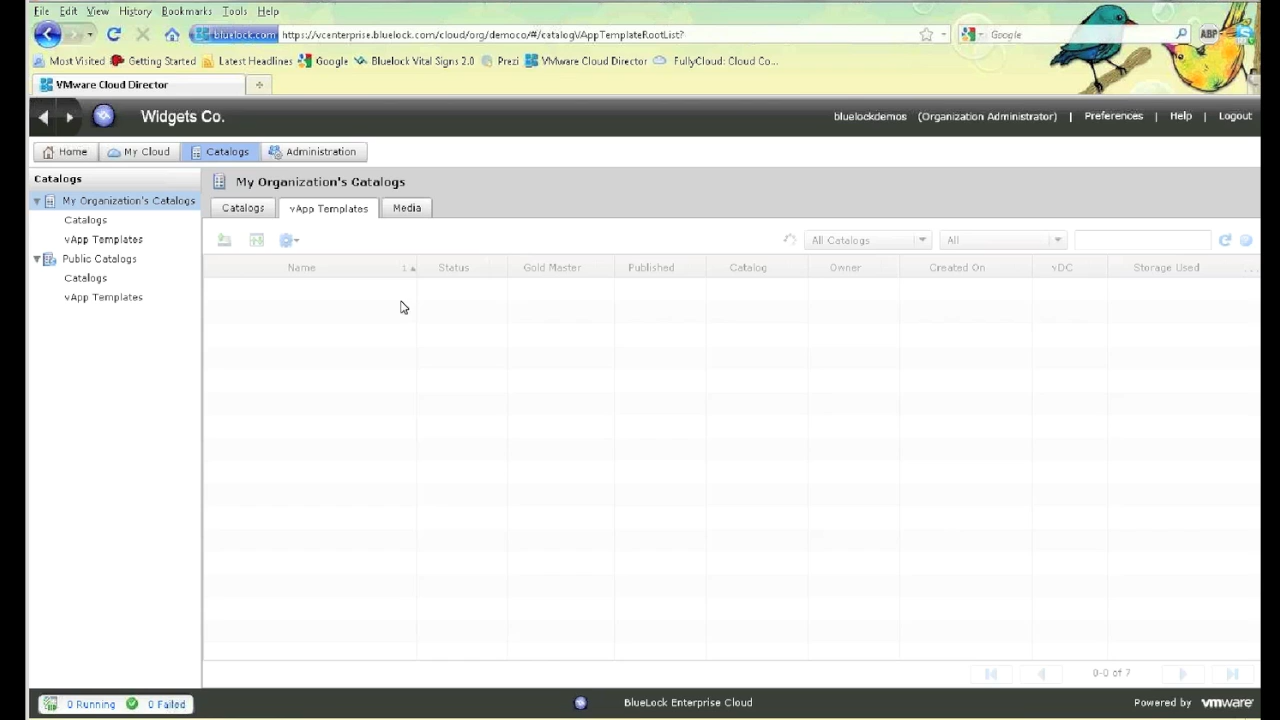 File Edit View History Bookmarks Tools Help
bluelock.com https://vcenterprise.bluelock.com/cloud/org/democo/#/catalogVAppTemplateRootList? Google ABP
Most Visited Getting Started Latest Headlines Google Bluelock Vital Signs 2.0 Prezi VMware Cloud Director FullyCloud: Cloud Co...
VMware Cloud Director +
Widgets Co. bluelockdemos (Organization Administrator) | Preferences | Help | Logout
Home My Cloud Catalogs Administration
Catalogs
My Organization's Catalogs
Catalogs
vApp Templates
Public Catalogs
Catalogs
vApp Templates
My Organization's Catalogs
Catalogs vApp Templates Media
All Catalogs All
Name 1 Status Gold Master Published Catalog Owner Created On vDC Storage Used ...
0-0 of 7
0 Running 0 Failed BlueLock Enterprise Cloud Powered by vmware